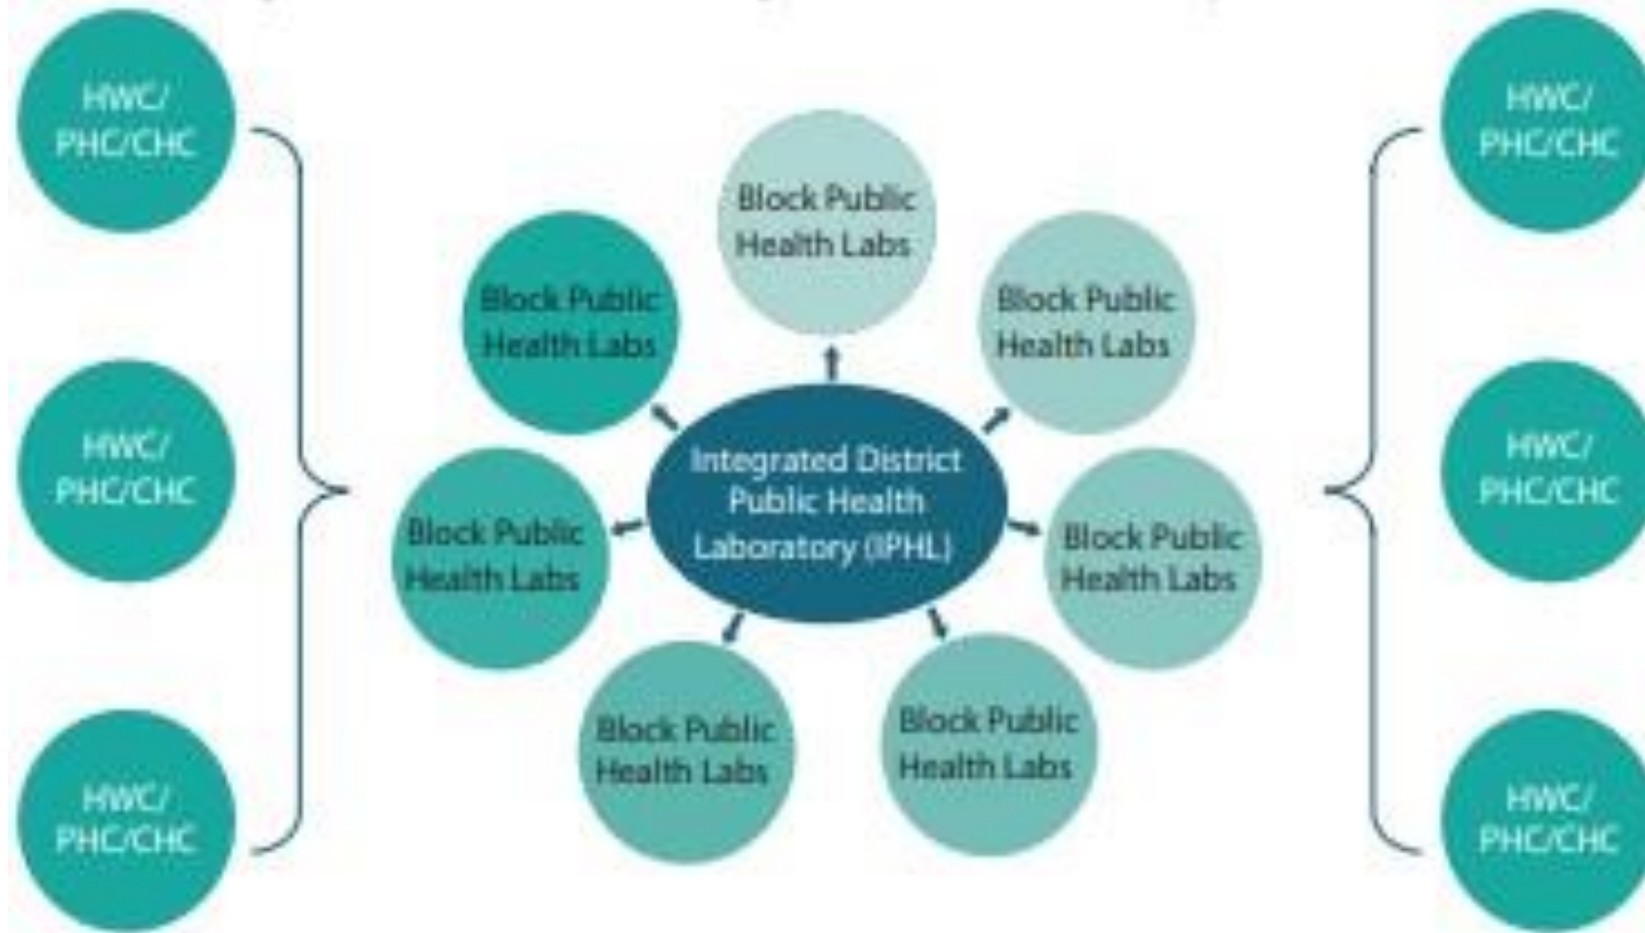 HWC/
PHC/CHC
HWC/
PHC/CHC
HWC/
PHC/CHC
Block Public
Health Labs
Block Public
Health Labs
Block Public
Health Labs
Block Public
Health Labs
Block Public
Health Labs
Block Public
Health Labs
Block Public
Health Labs
Integrated District
Public Health
Laboratory (IPHL)
HWC/
PHC/CHC
HWC/
PHC/CHC
HWC/
PHC/CHC